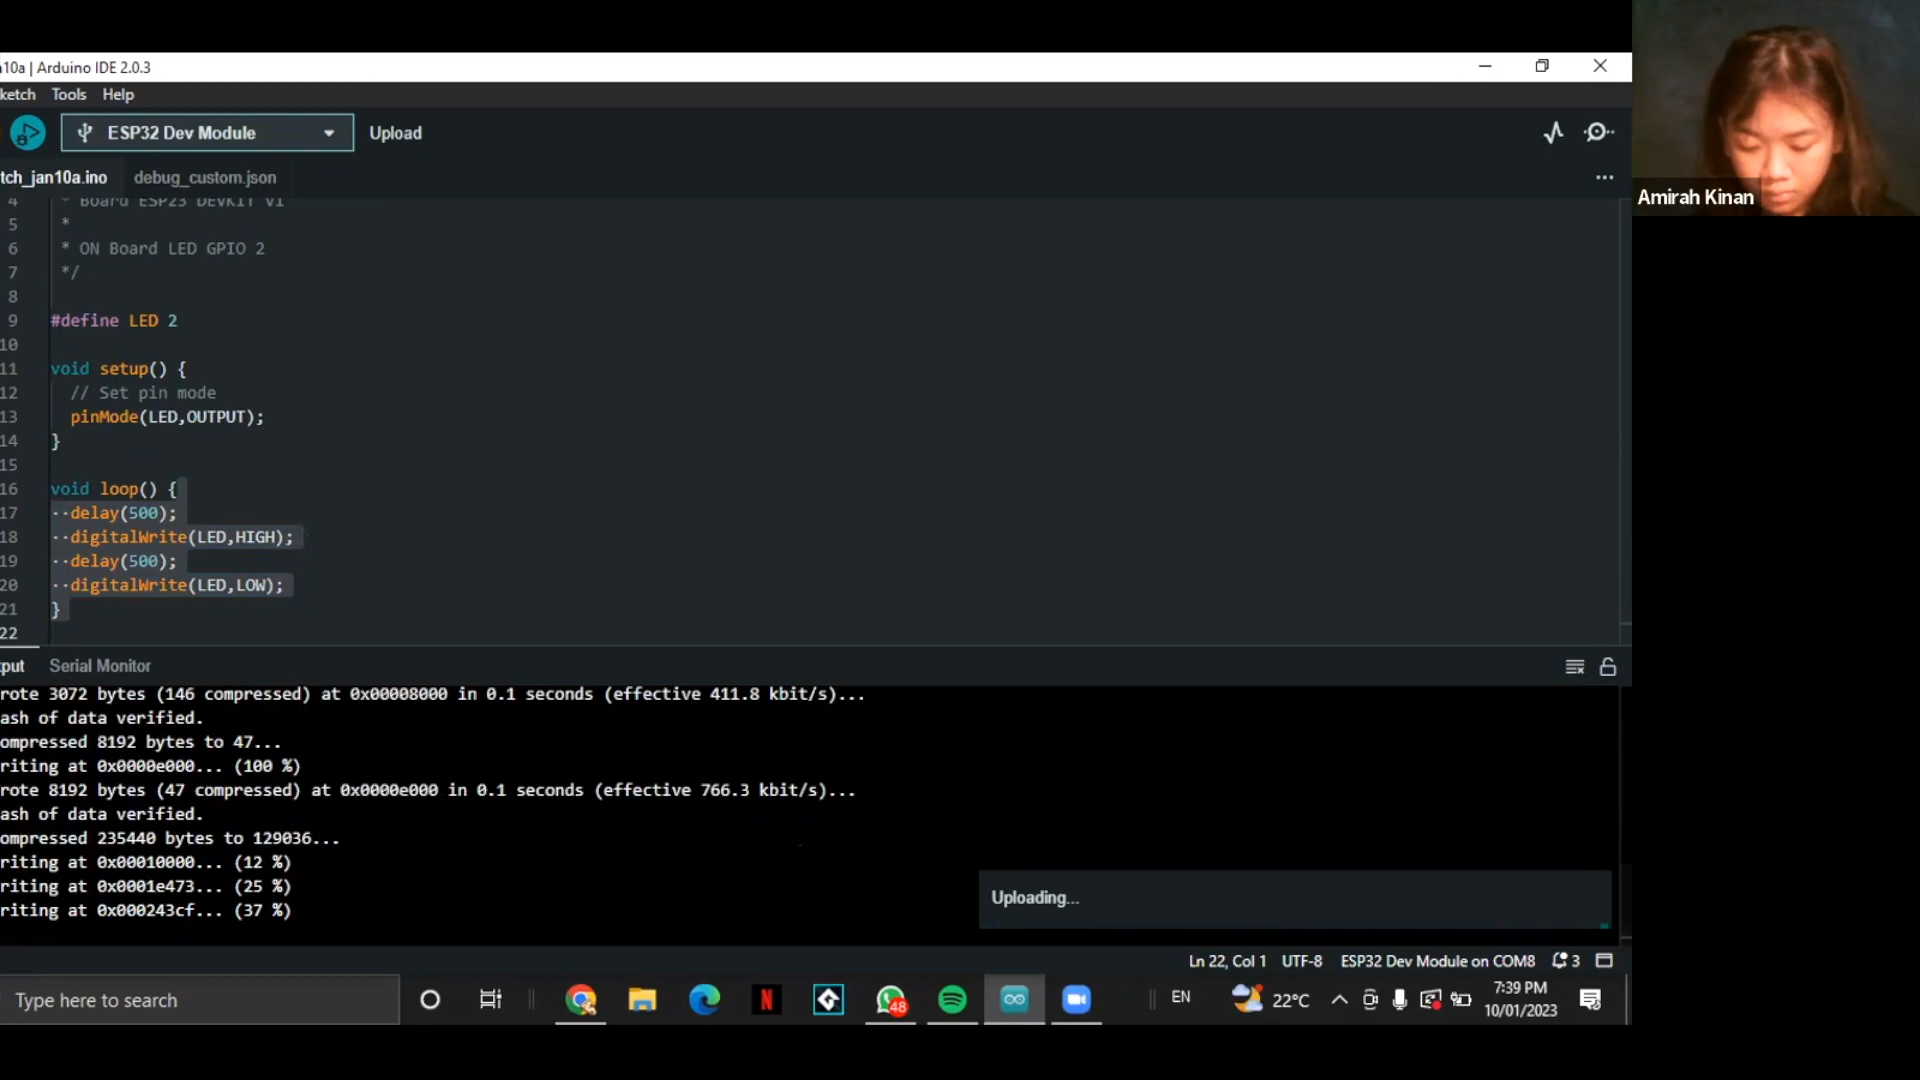 n10a | Arduino IDE 2.0.3
ketch Tools Help
ESP32 Dev Module Upload
tch_jan10a.ino debug_custom.json
4 * Board ESP23 DEVKIT V1
5 *
6 * ON Board LED GPIO 2
7 */
8
9 #define LED 2
10
11 void setup() {
12 // Set pin mode
13 pinMode(LED,OUTPUT);
14 }
15
16 void loop() {
17 ··delay(500);
18 ··digitalWrite(LED,HIGH);
19 ··delay(500);
20 ··digitalWrite(LED,LOW);
21 }
22
put Serial Monitor
rote 3072 bytes (146 compressed) at 0x00008000 in 0.1 seconds (effective 411.8 kbit/s)...
ash of data verified.
ompressed 8192 bytes to 47...
riting at 0x0000e000... (100 %)
rote 8192 bytes (47 compressed) at 0x0000e000 in 0.1 seconds (effective 766.3 kbit/s)...
ash of data verified.
ompressed 235440 bytes to 129036...
riting at 0x00010000... (12 %)
riting at 0x0001e473... (25 %)
riting at 0x000243cf... (37 %)
Uploading...
Ln 22, Col 1 UTF-8 ESP32 Dev Module on COM8 3
Type here to search
N
48
EN
22°C
7:39 PM
10/01/2023
Amirah Kinan